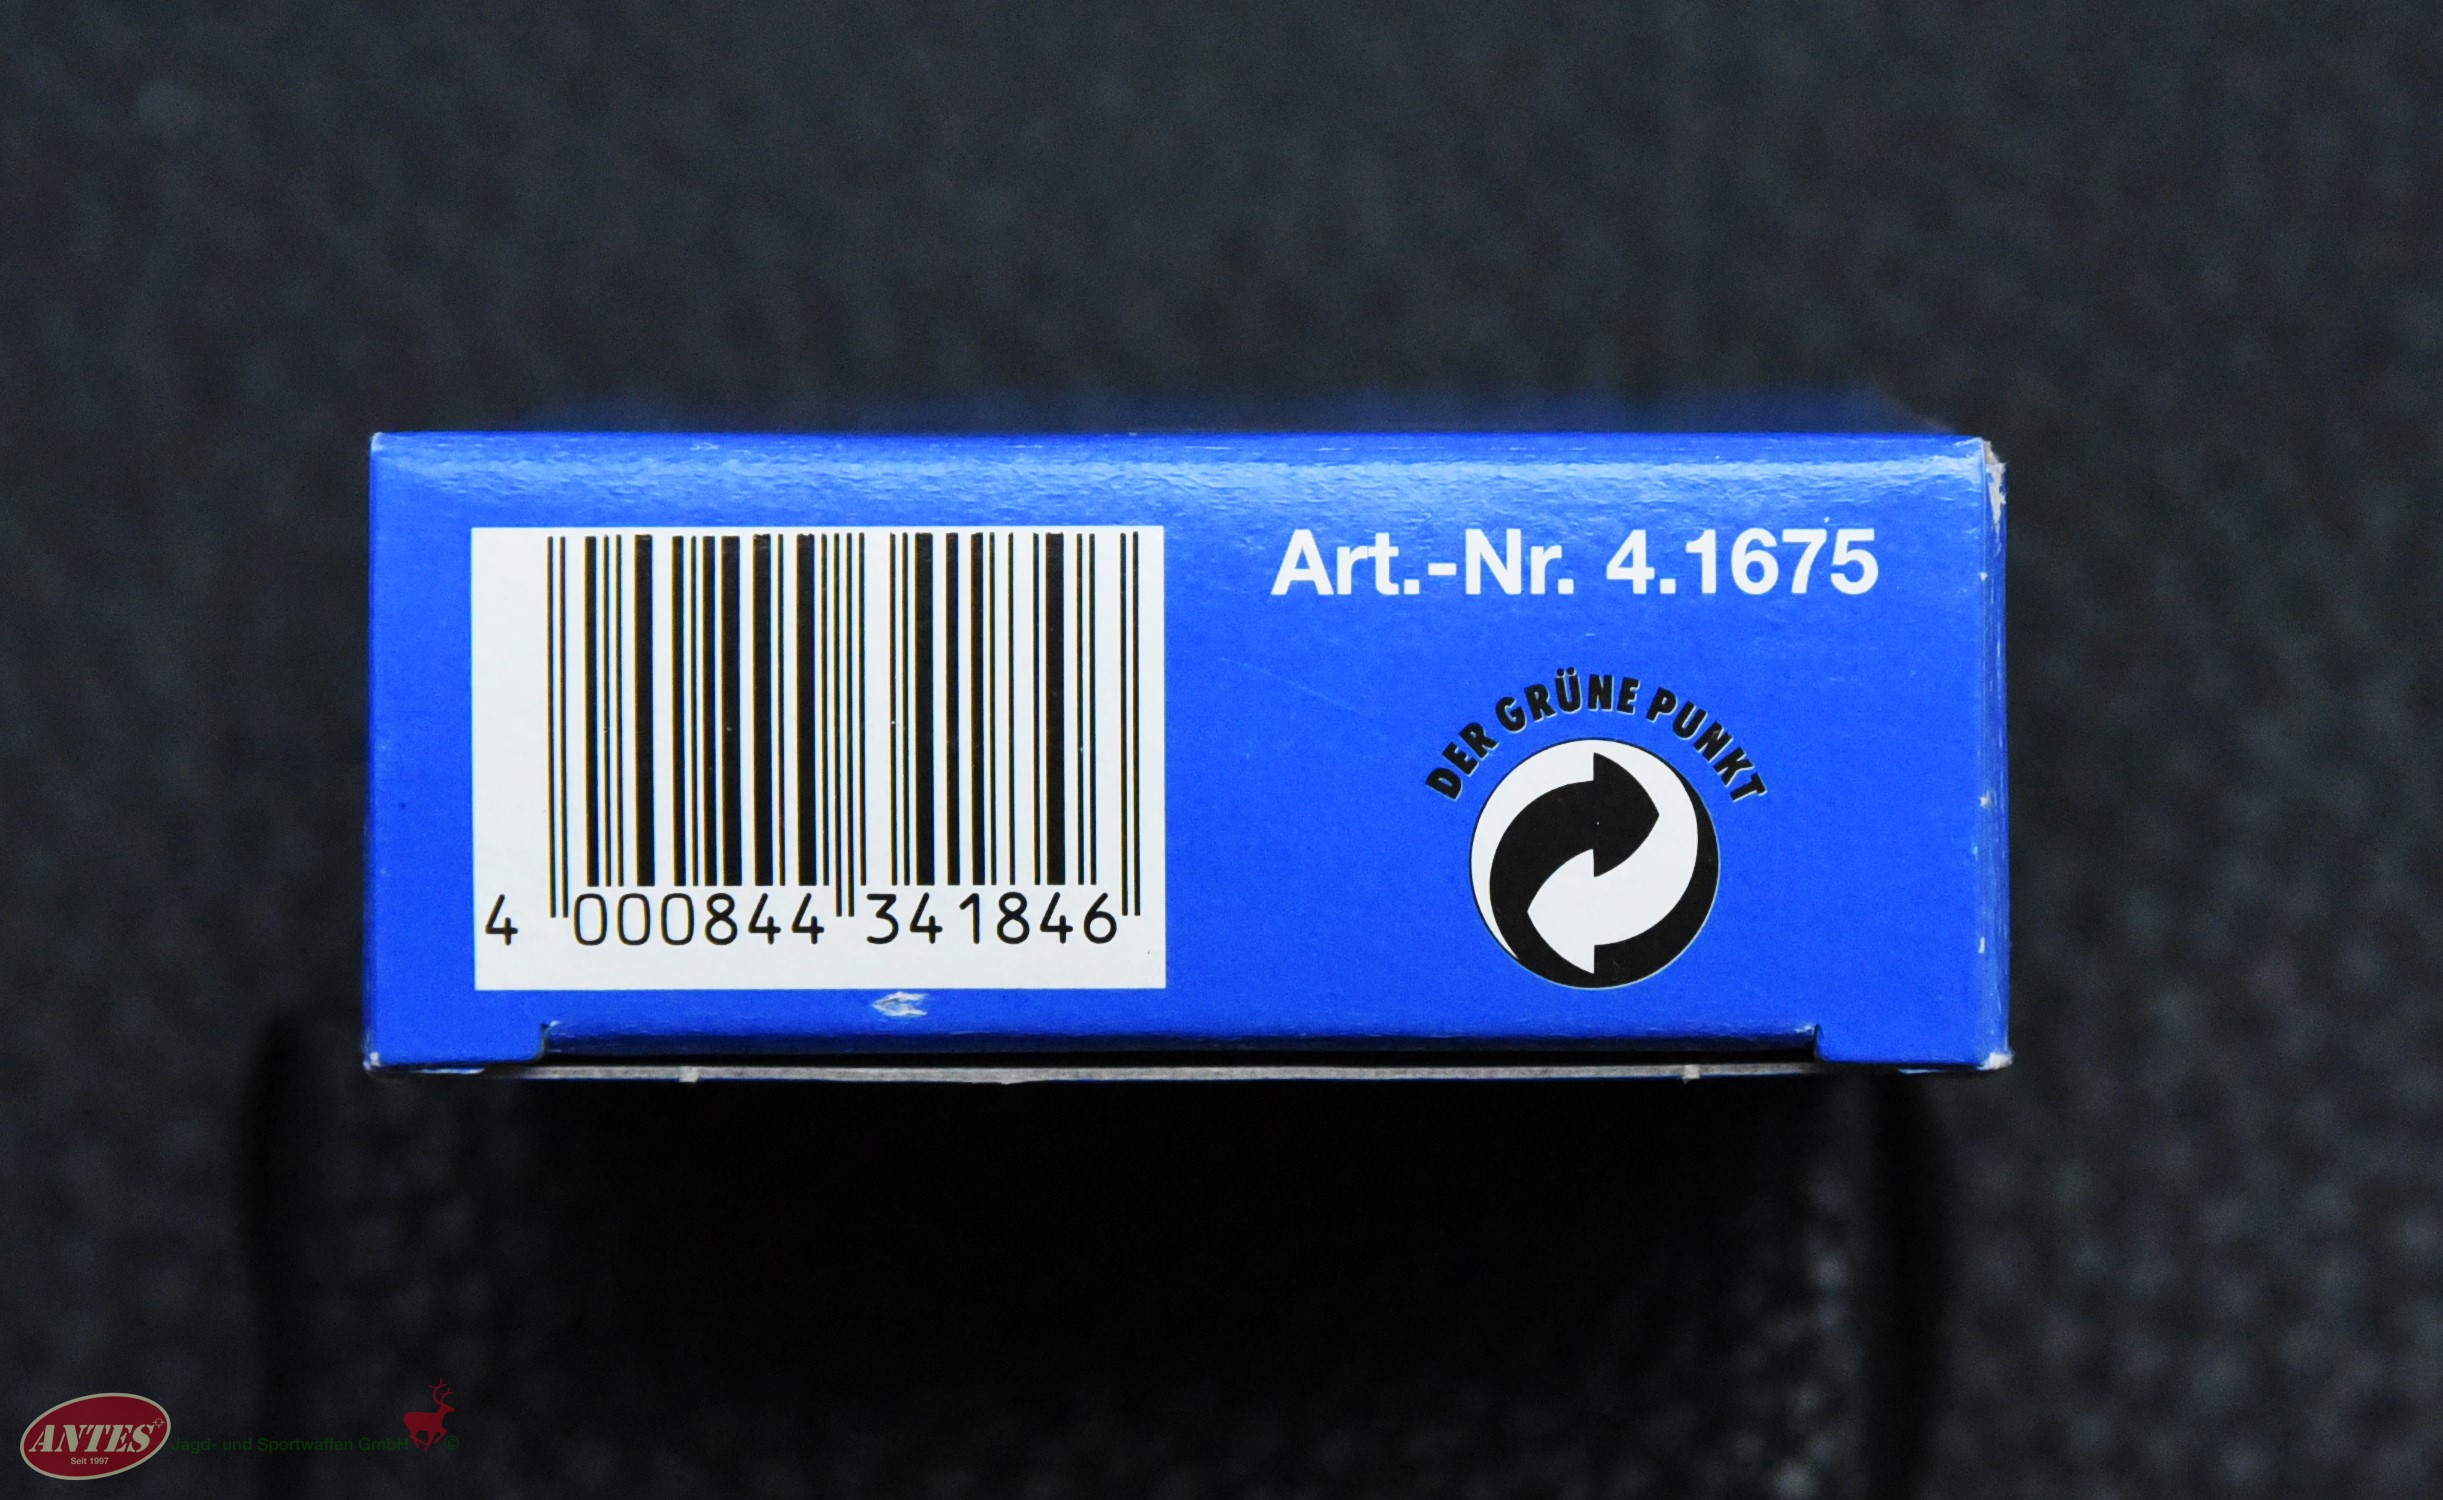 Art.-Nr. 4.1675
DER GRÜNE PUNKT
4 000844 341846
ANTES
Seit 1997
Jagd- und Sportwaffen GmbH ©